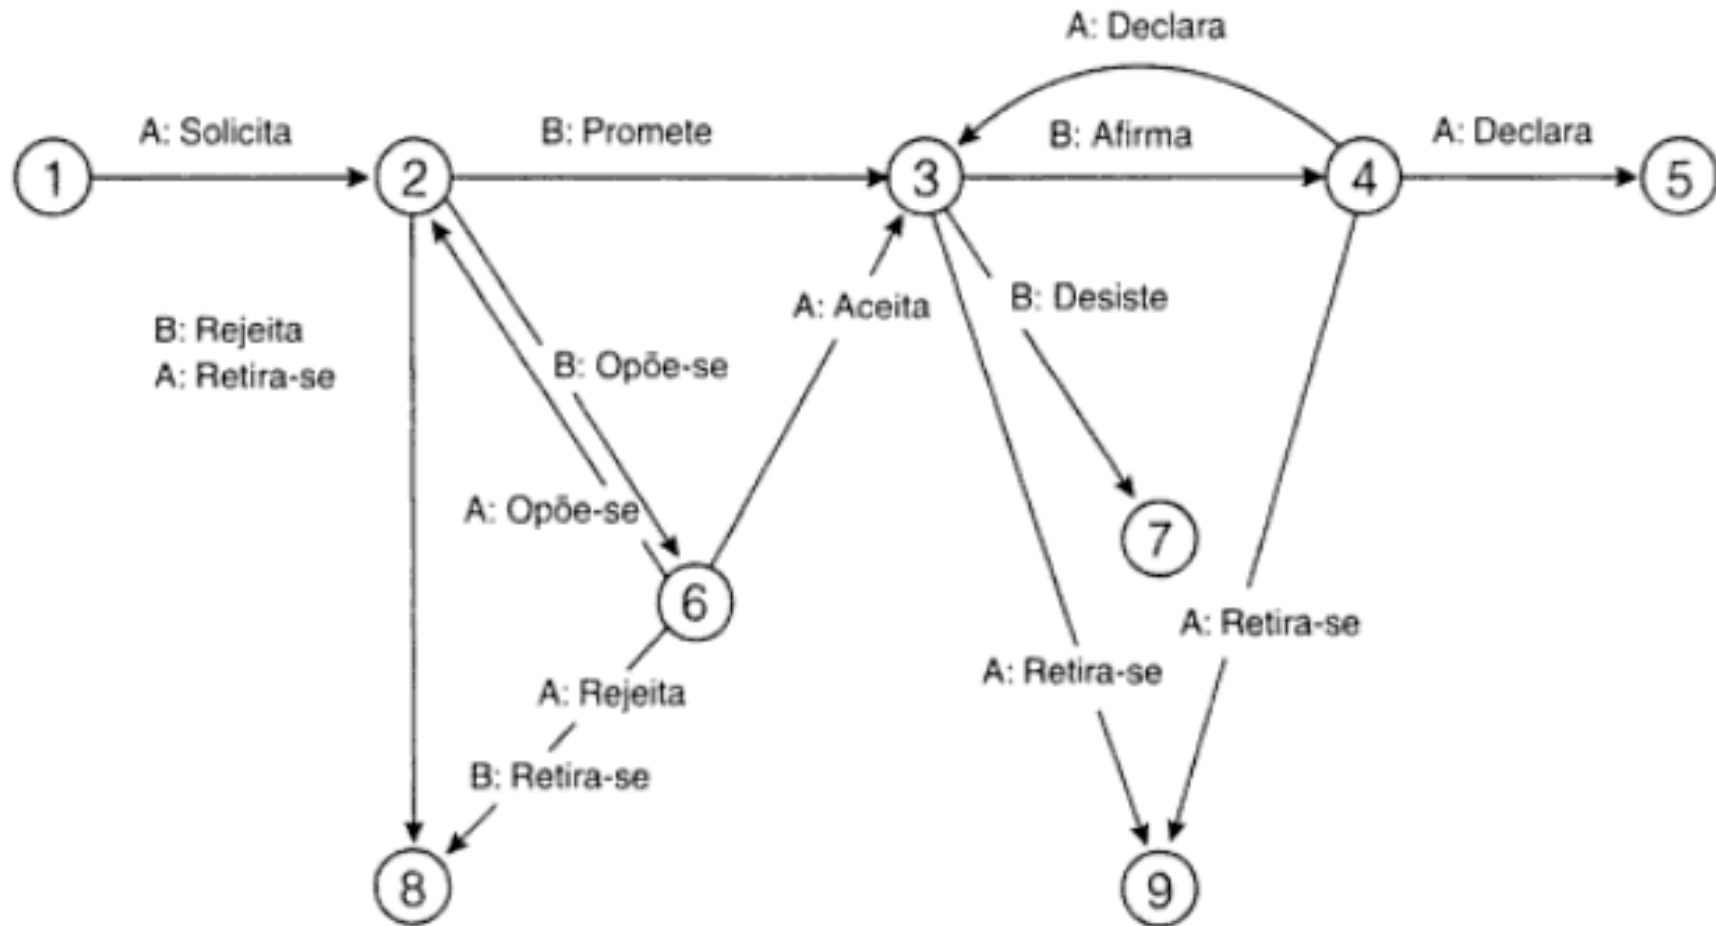 A: Declara
A: Solicita
B: Promete
B: Afirma
A: Declara
1
2
3
4
5
A: Aceita
B: Desiste
B: Rejeita
A: Retira-se
B: Opõe-se
A: Opõe-se
7
6
A: Retira-se
A: Retira-se
A: Rejeita
B: Retira-se
8
9